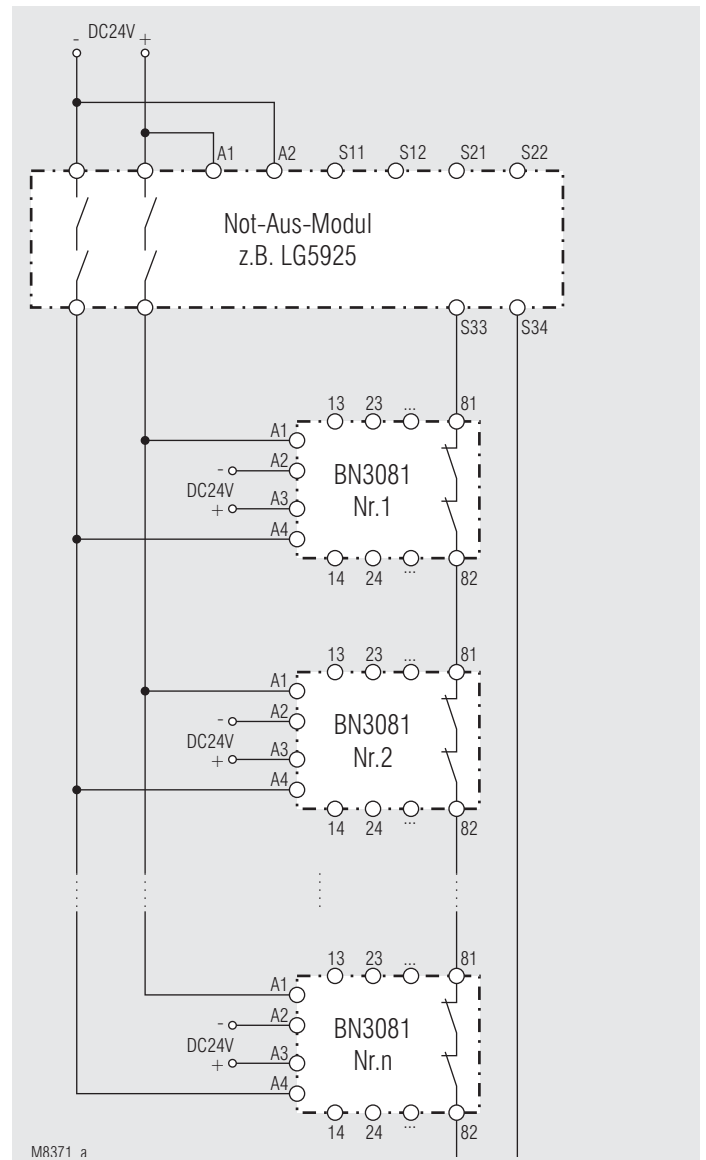 - DC24V +
A1 A2 S11 S12 S21 S22
Not-Aus-Modul
z.B. LG5925
S33 S34
13 23 ... 81
A1
A2 -
DC24V
A3 +
A4
BN3081
Nr.1
14 24 ... 82
13 23 ... 81
A1
A2 -
DC24V
A3 +
A4
BN3081
Nr.2
14 24 ... 82
13 23 ... 81
A1
A2 -
DC24V
A3 +
A4
BN3081
Nr.n
14 24 ... 82
M8371_a